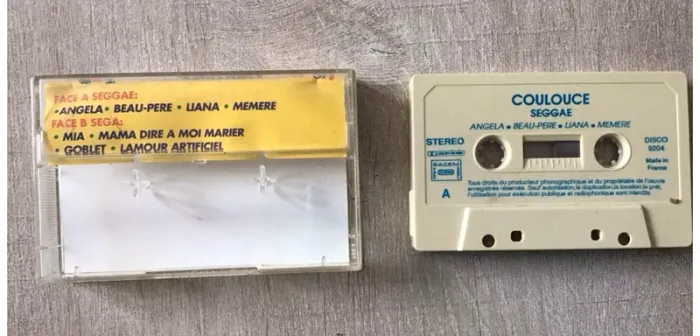 FACE A SEGGAE:
•ANGELA • BEAU-PERE • LIANA • MEMERE
FACE B SEGA:
• MIA • MAMA DIRE A MOI MARIER
• GOBLET • LAMOUR ARTIFICIEL
COULOUCE
SEGGAE
ANGELA • BEAU-PERE • LIANA • MEMERE
STEREO
DISCO
9204
SACEM
Made in
France
A
Tous droits du producteur phonographique et du propriétaire de l'œuvre
enregistrée réservés. Sauf autorisation, la duplication, la location, le prêt,
l'utilisation pour exécution publique et radiophonique sont interdits.